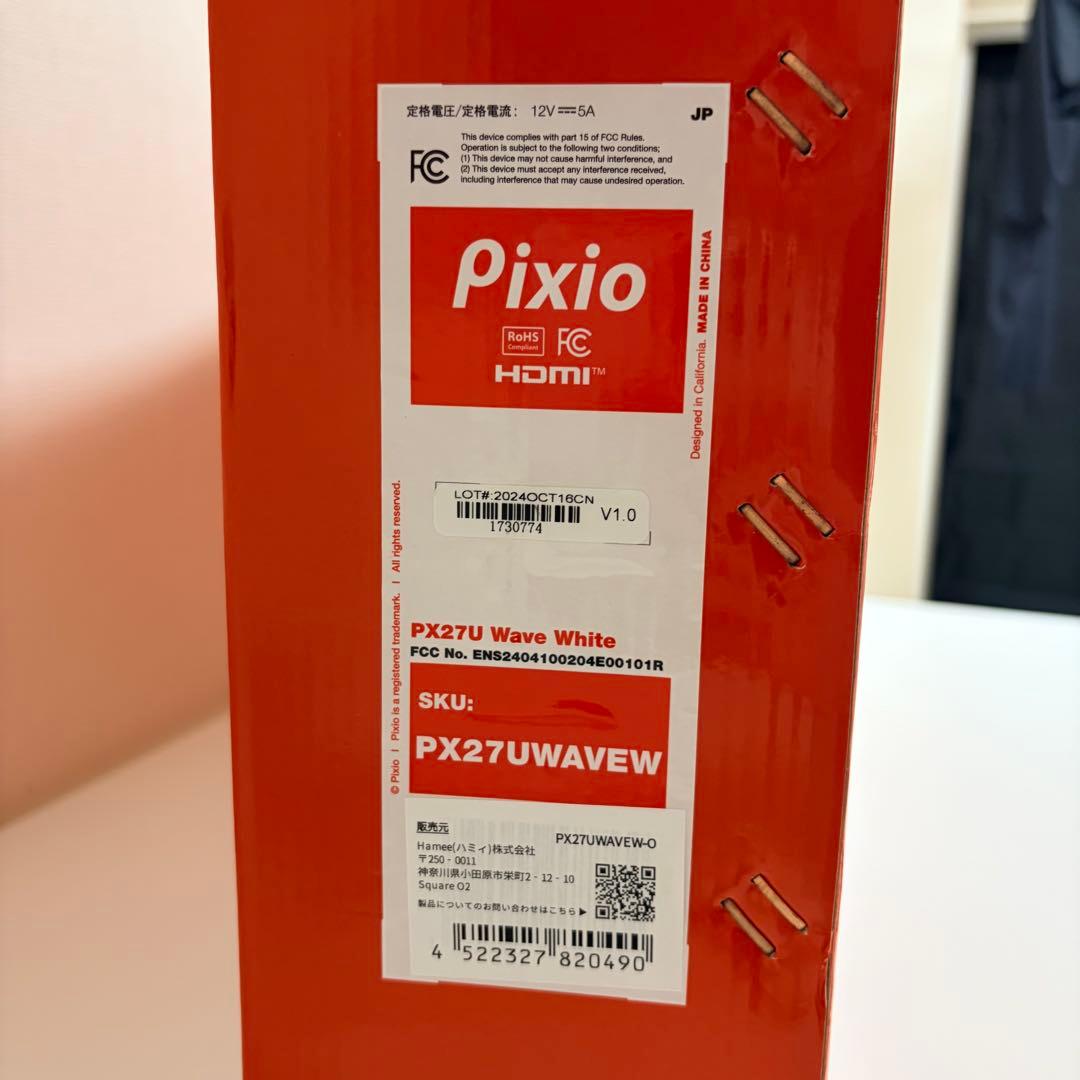 定格電圧/定格電流： 12V⎓5A
JP
FC
This device complies with part 15 of FCC Rules.
Operation is subject to the following two conditions;
(1) This device may not cause harmful interference, and
(2) This device must accept any interference received,
including interference that may cause undesired operation.
Pixio
RoHS
Compliant
FC
HDMI™
Designed in California. MADE IN CHINA
LOT#:2024OCT16CN
1730774
V1.0
© Pixio | Pixio is a registered trademark. | All rights reserved.
PX27U Wave White
FCC No. ENS2404100204E00101R
SKU:
PX27UWAVEW
販売元
PX27UWAVEW-O
Hamee(ハミィ)株式会社
〒250 - 0011
神奈川県小田原市栄町2 - 12 - 10
Square O2
製品についてのお問い合わせはこちら▶
4 522327 820490